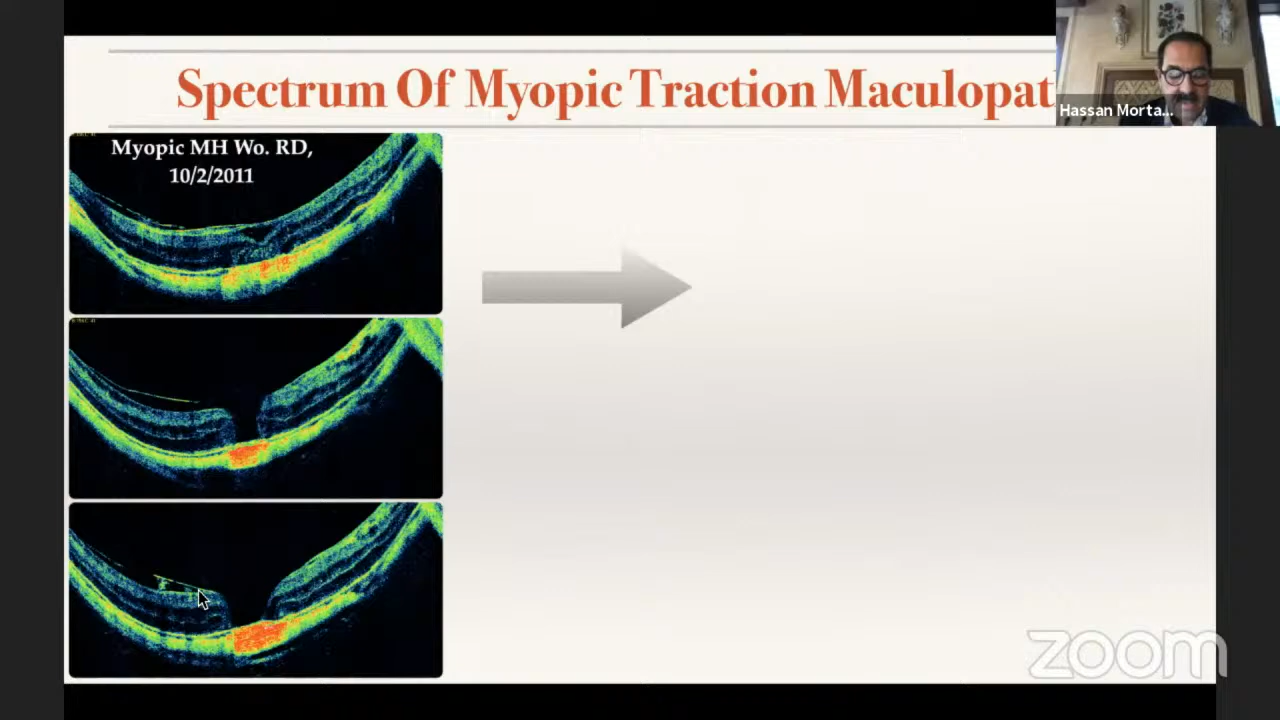 Spectrum Of Myopic Traction Maculopat
Hassan Morta...
Myopic MH Wo. RD,
10/2/2011
zoom